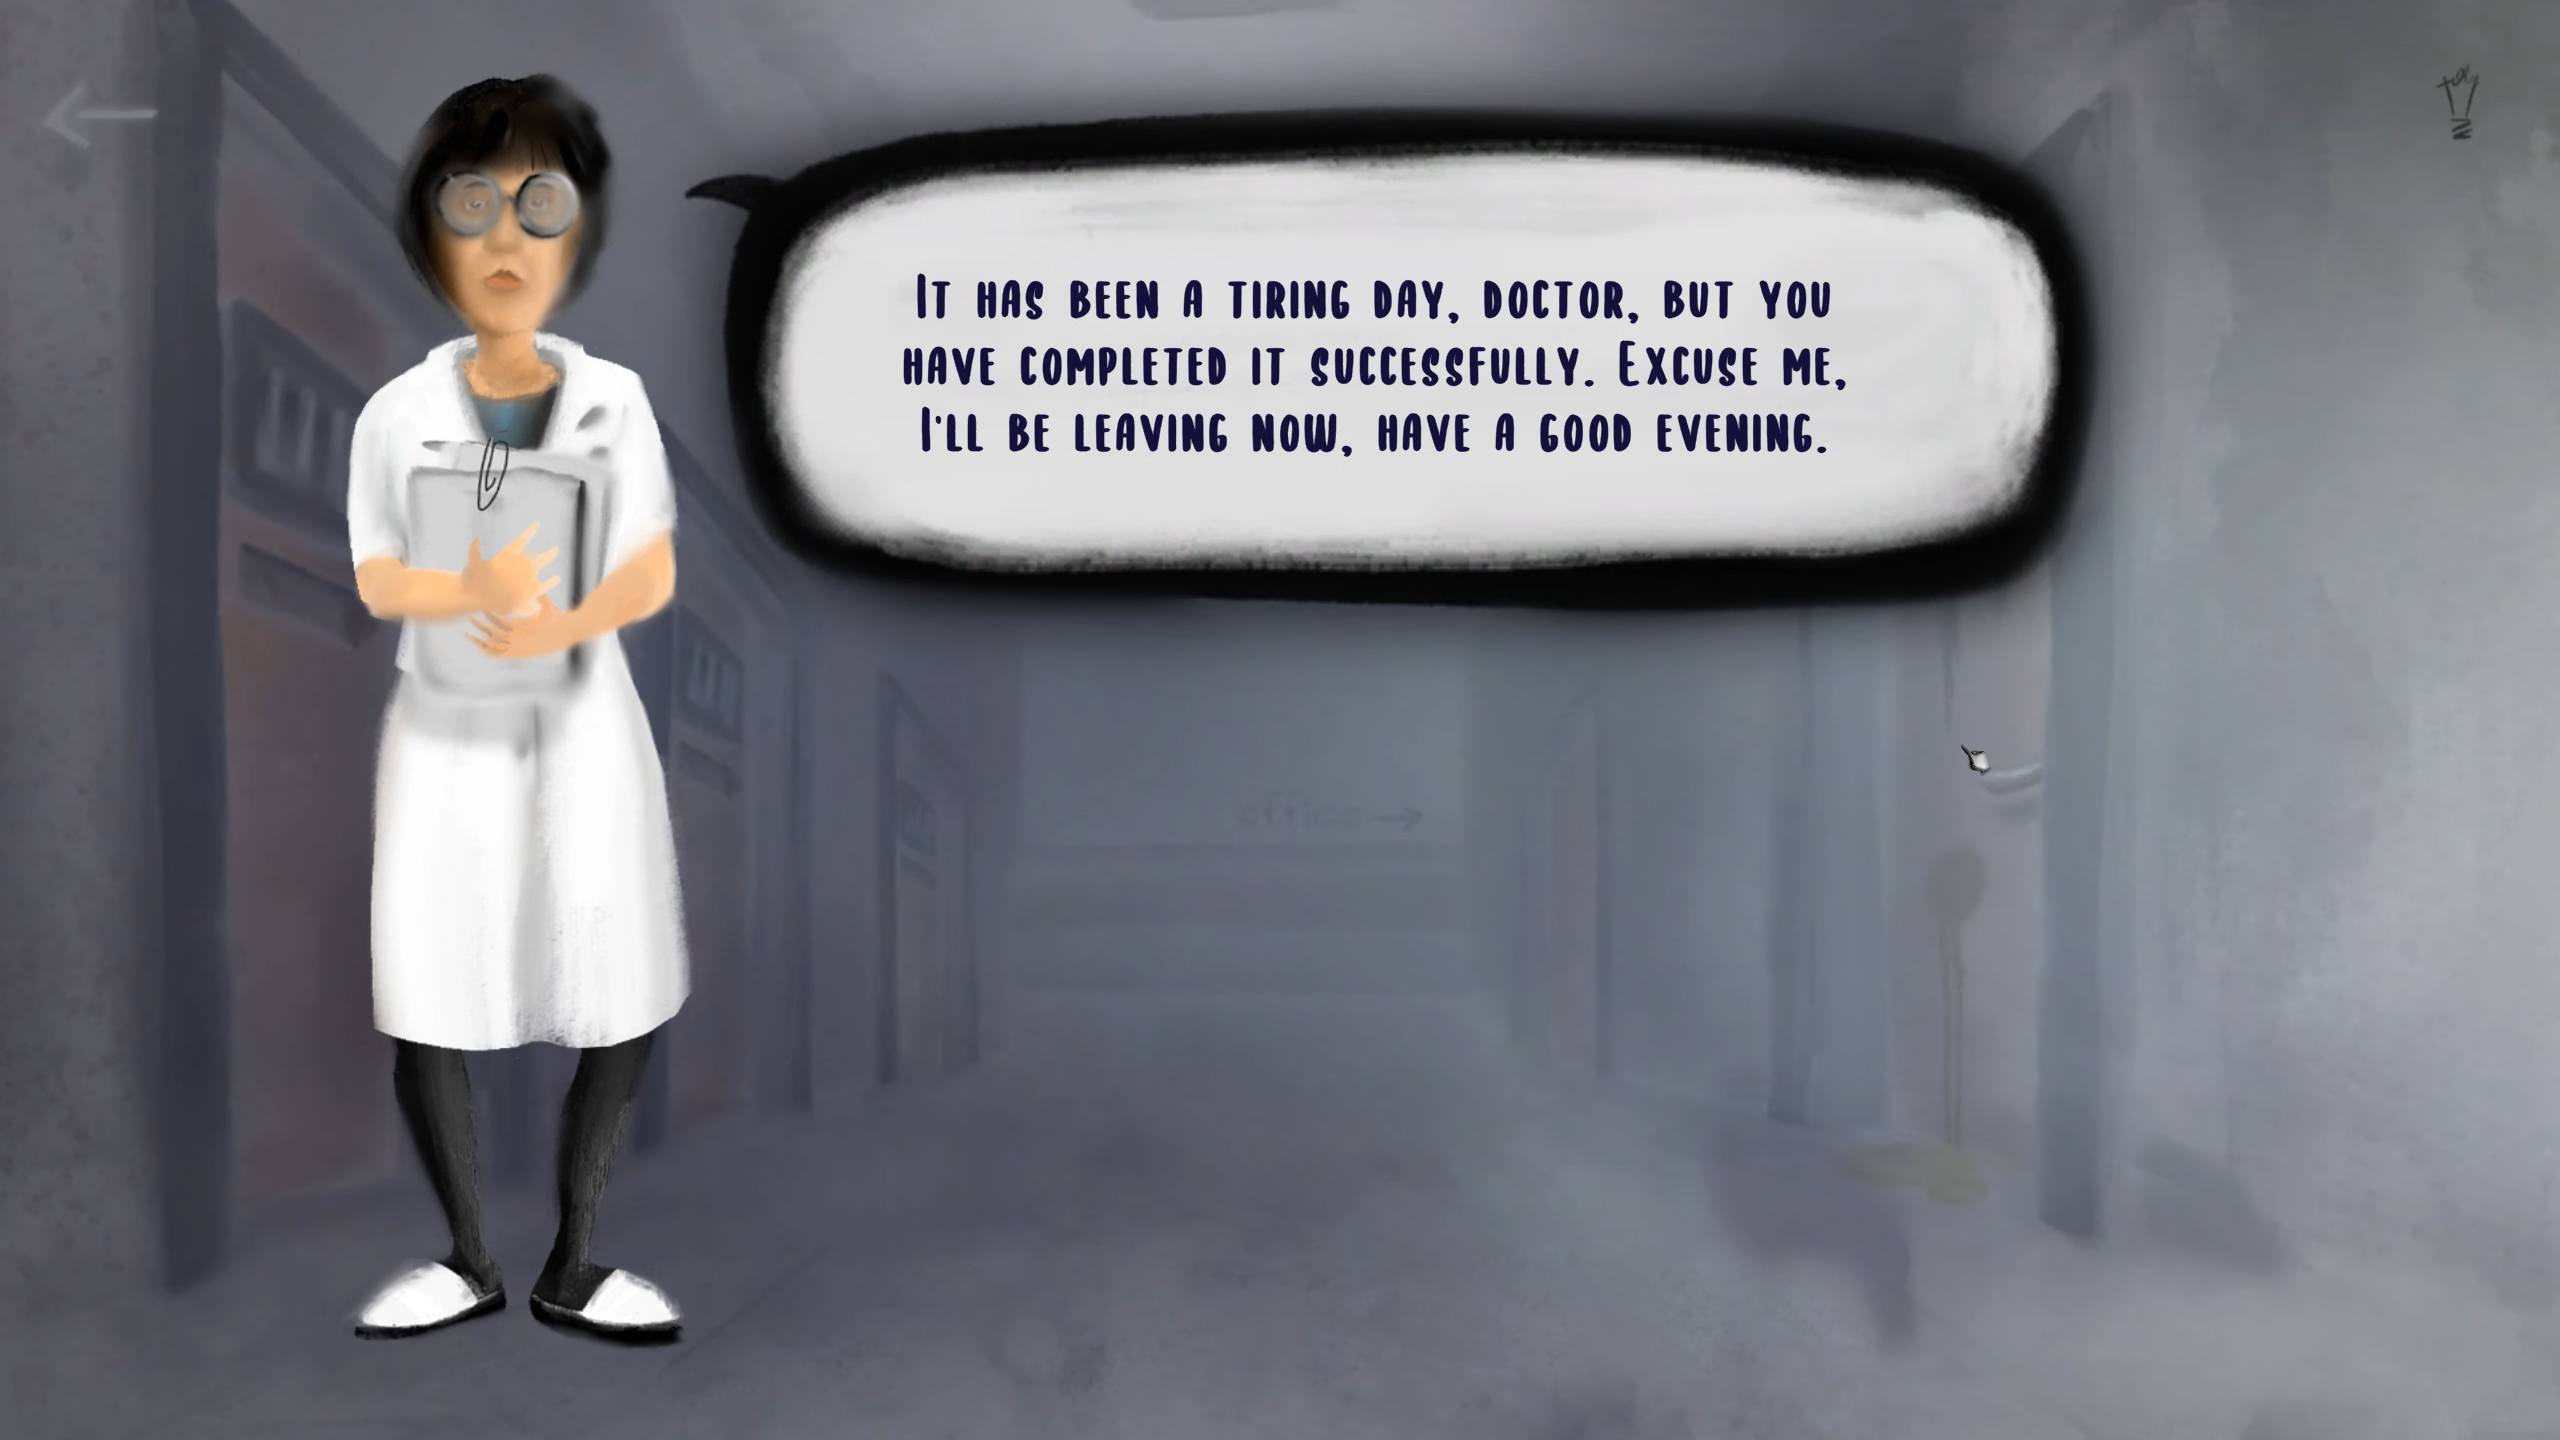 It has been a tiring day, doctor, but you
have completed it successfully. Excuse me,
I'll be leaving now, have a good evening.
office →